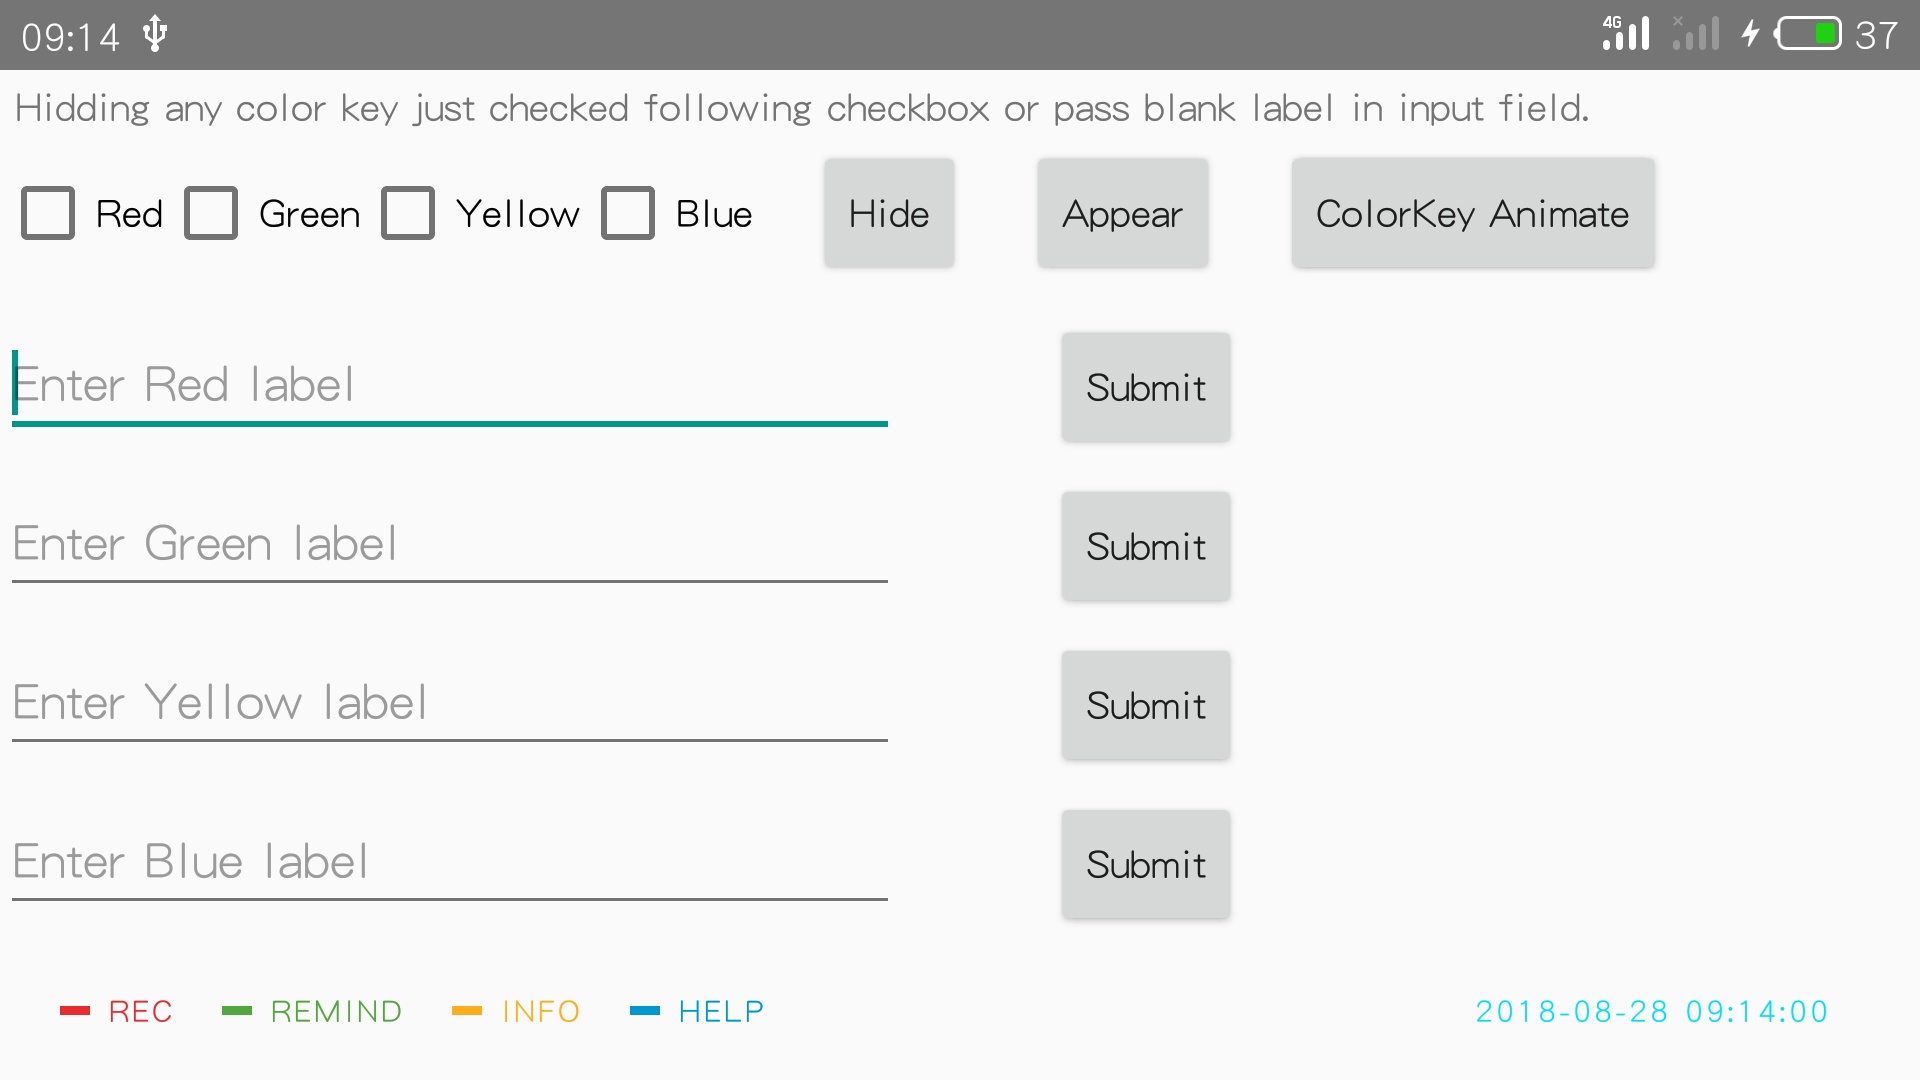 09:14 4G 37
Hidding any color key just checked following checkbox or pass blank label in input field.
Red Green Yellow Blue Hide Appear ColorKey Animate
Enter Red label Submit
Enter Green label Submit
Enter Yellow label Submit
Enter Blue label Submit
REC REMIND INFO HELP 2018-08-28 09:14:00